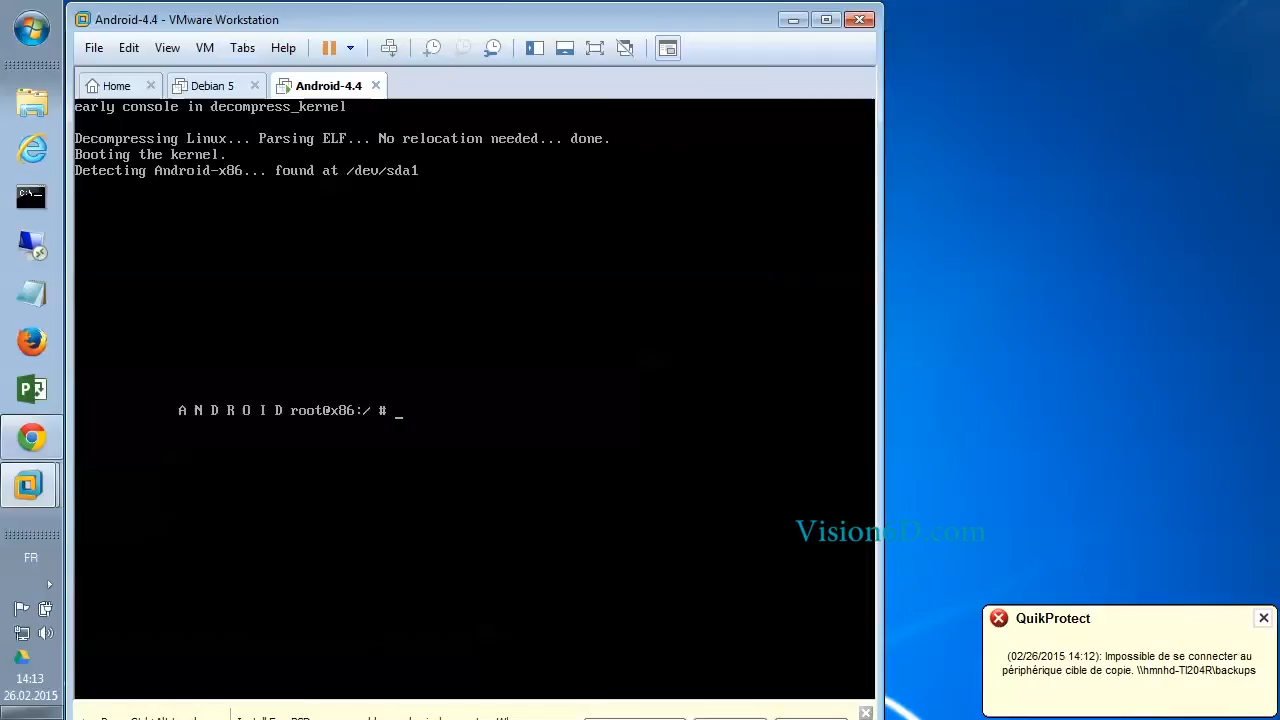 Android-4.4 - VMware Workstation
File Edit View VM Tabs Help
Home Debian 5 Android-4.4
early console in decompress_kernel
Decompressing Linux... Parsing ELF... No relocation needed... done.
Booting the kernel.
Detecting Android-x86... found at /dev/sda1
A N D R O I D root@x86:/ # _
C:\._
P
VisionoD.com
FR
QuikProtect
(02/26/2015 14:12): Impossible de se connecter au
périphérique cible de copie. \\hmnhd-TI204R\backups
14:13
26.02.2015